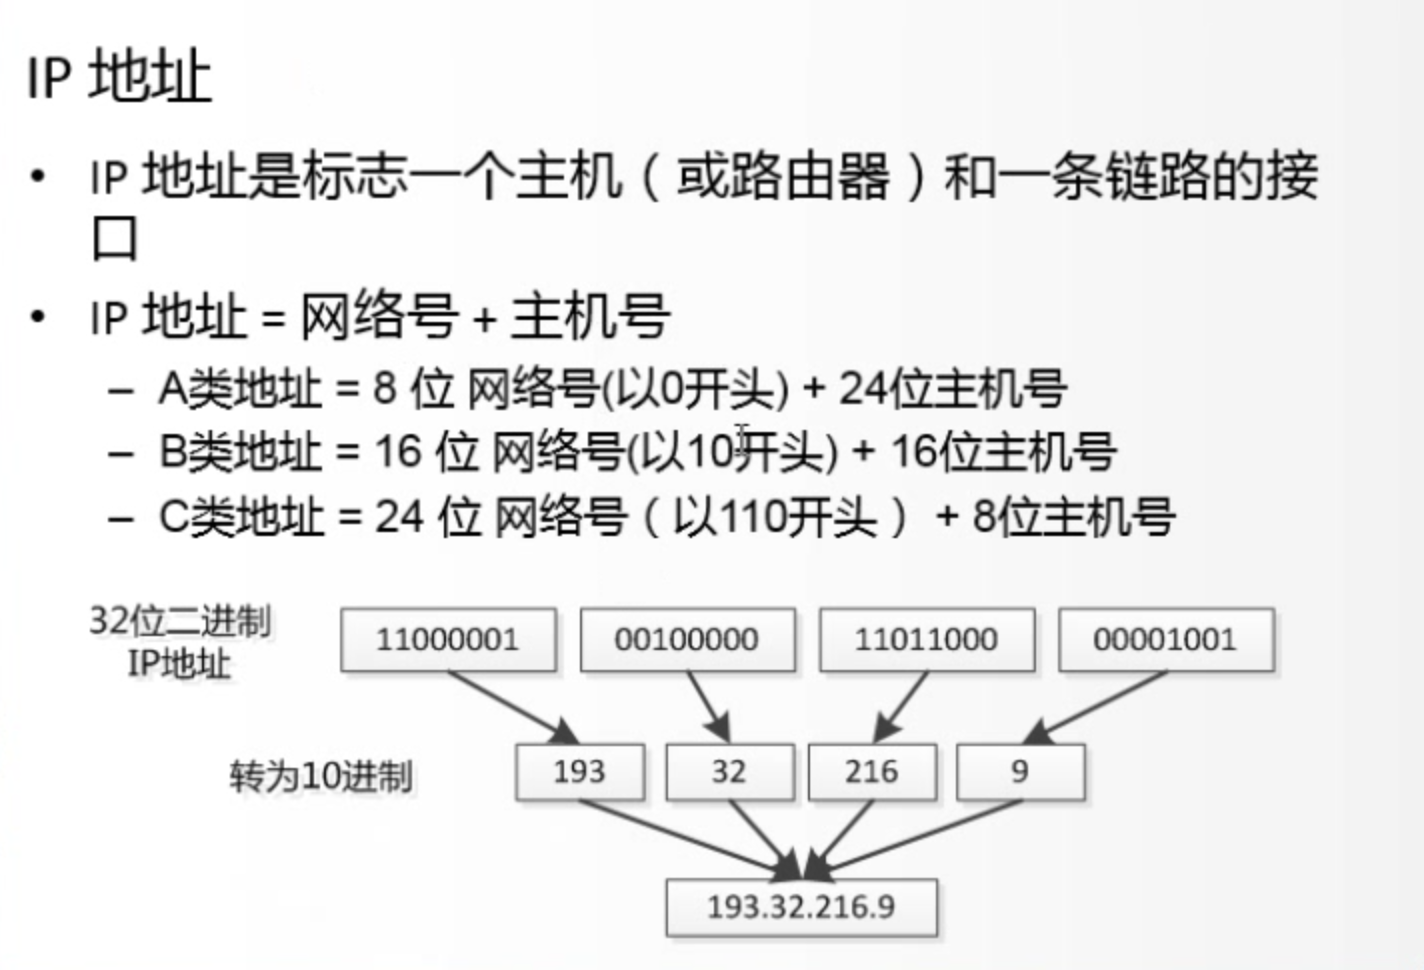 IP 地址
• IP 地址是标志一个主机（或路由器）和一条链路的接
口
• IP 地址 = 网络号 + 主机号
– A类地址 = 8 位 网络号(以0开头) + 24位主机号
– B类地址 = 16 位 网络号(以10开头) + 16位主机号
– C类地址 = 24 位 网络号（以110开头） + 8位主机号
32位二进制
IP地址
11000001 00100000 11011000 00001001
转为10进制 193 32 216 9
193.32.216.9